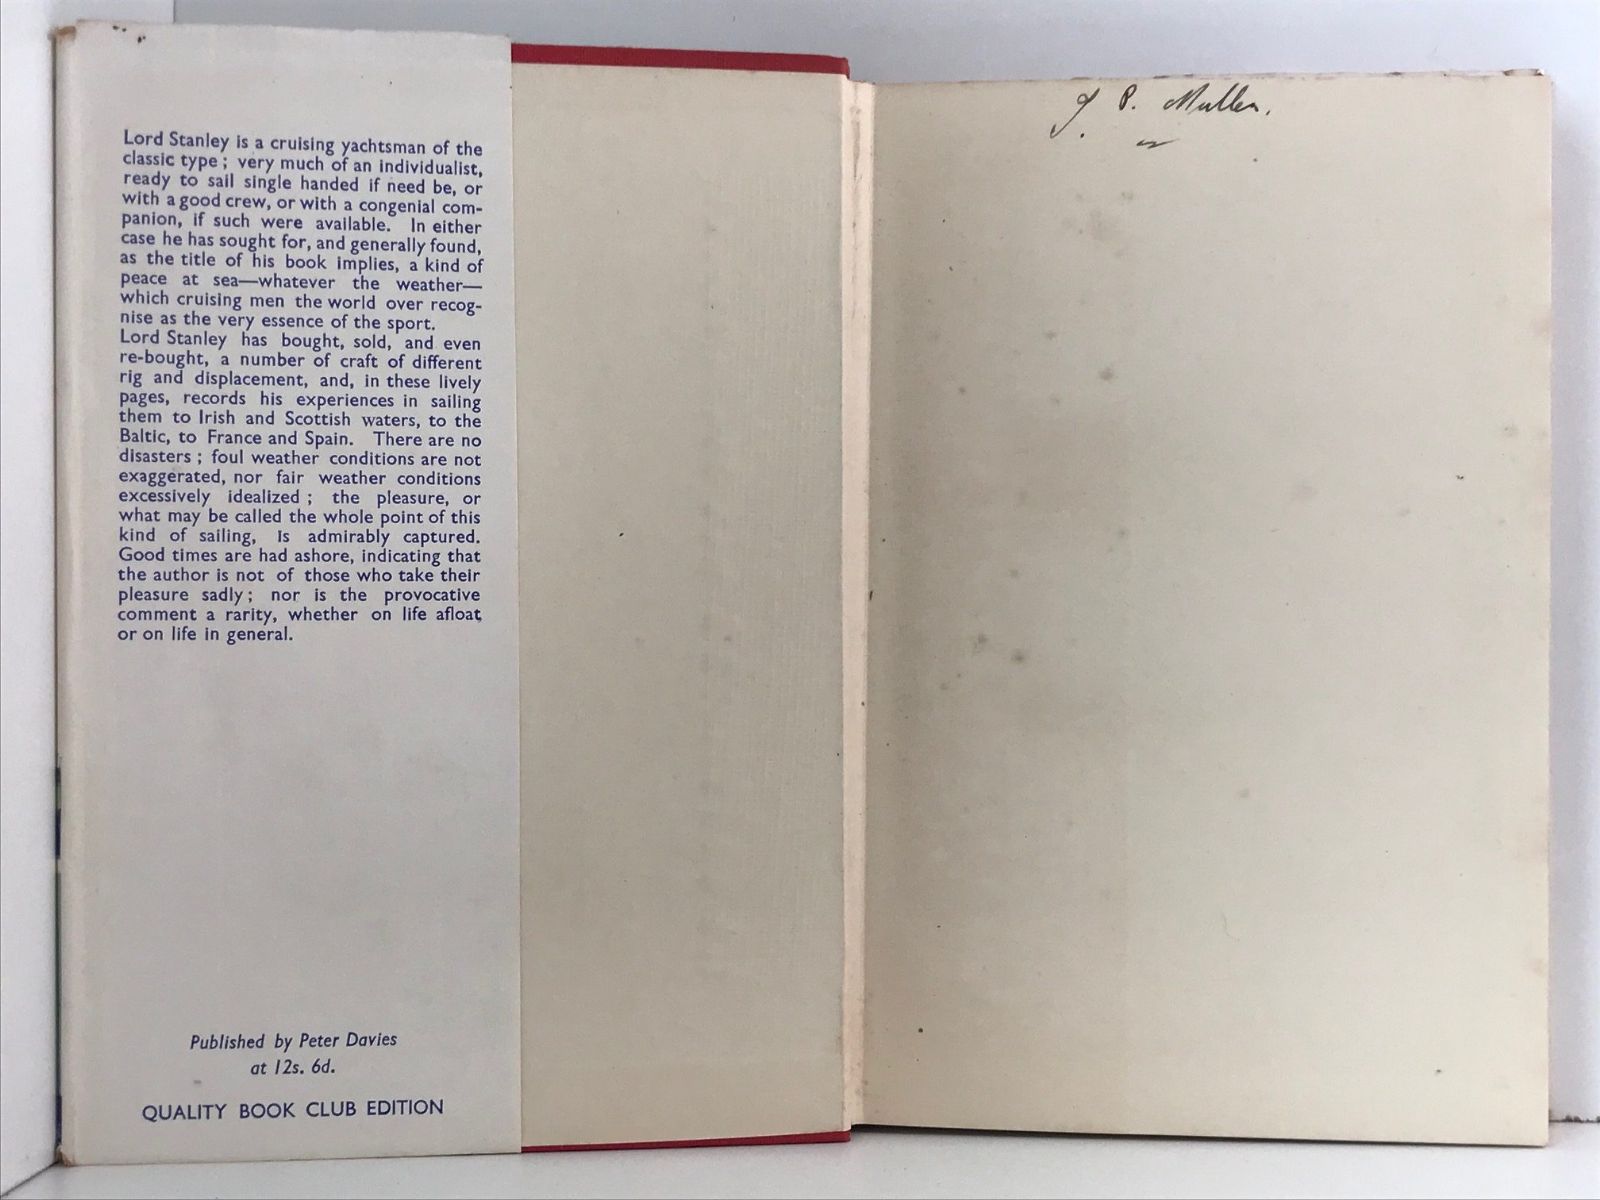 Lord Stanley is a cruising yachtsman of the
classic type ; very much of an individualist,
ready to sail single handed if need be, or
with a good crew, or with a congenial com-
panion, if such were available. In either
case he has sought for, and generally found,
as the title of his book implies, a kind of
peace at sea—whatever the weather—
which cruising men the world over recog-
nise as the very essence of the sport.
Lord Stanley has bought, sold, and even
re-bought, a number of craft of different
rig and displacement, and, in these lively
pages, records his experiences in sailing
them to Irish and Scottish waters, to the
Baltic, to France and Spain. There are no
disasters ; foul weather conditions are not
exaggerated, nor fair weather conditions
excessively idealized ; the pleasure, or
what may be called the whole point of this
kind of sailing, is admirably captured.
Good times are had ashore, indicating that
the author is not of those who take their
pleasure sadly ; nor is the provocative
comment a rarity, whether on life afloat
or on life in general.
Published by Peter Davies
at 12s. 6d.
QUALITY BOOK CLUB EDITION
P. Mullen.